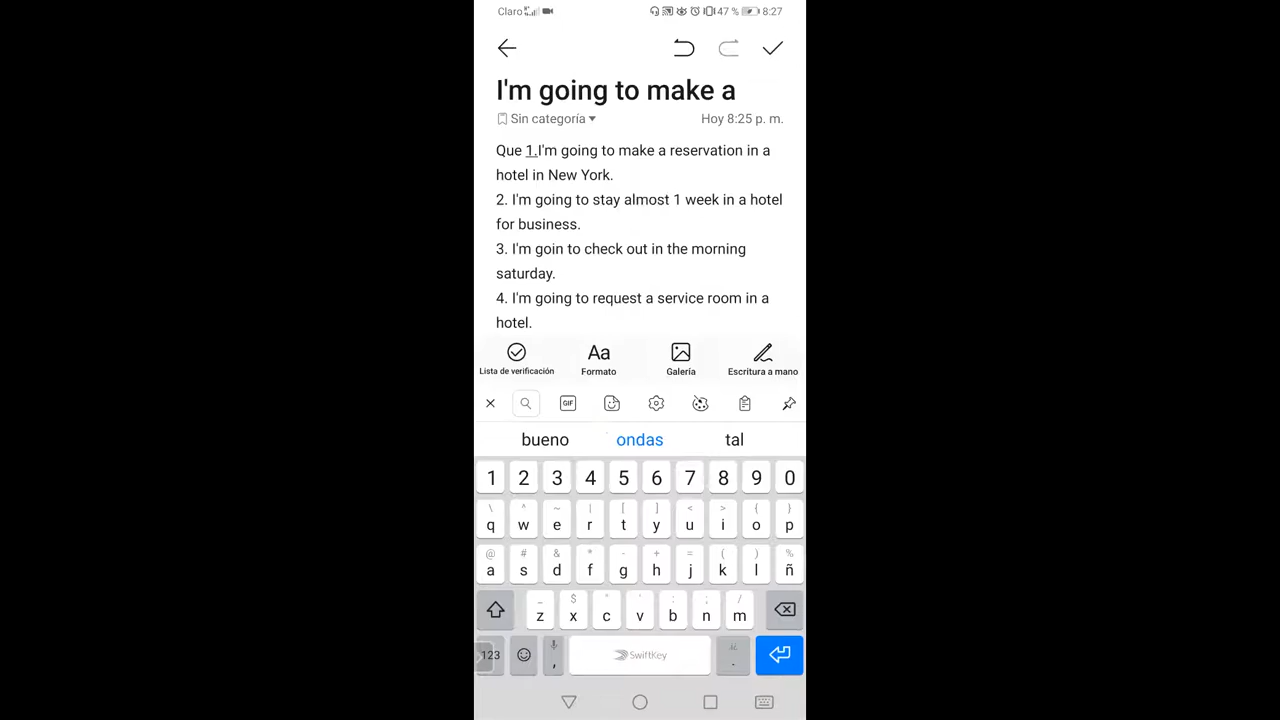 Claro 47 % 8:27
I'm going to make a
Sin categoría Hoy 8:25 p. m.
Que 1.I'm going to make a reservation in a
hotel in New York.
2. I'm going to stay almost 1 week in a hotel
for business.
3. I'm goin to check out in the morning
saturday.
4. I'm going to request a service room in a
hotel.
Lista de verificación Aa Formato Galería Escritura a mano
GIF
bueno ondas tal
1 2 3 4 5 6 7 8 9 0
\ ^ ~ | [ ] < > { }
q w e r t y u i o p
@ # & * - + = ( ) %
a s d f g h j k l ñ
_ $ " ' : ; /
z x c v b n m
123 , SwiftKey .